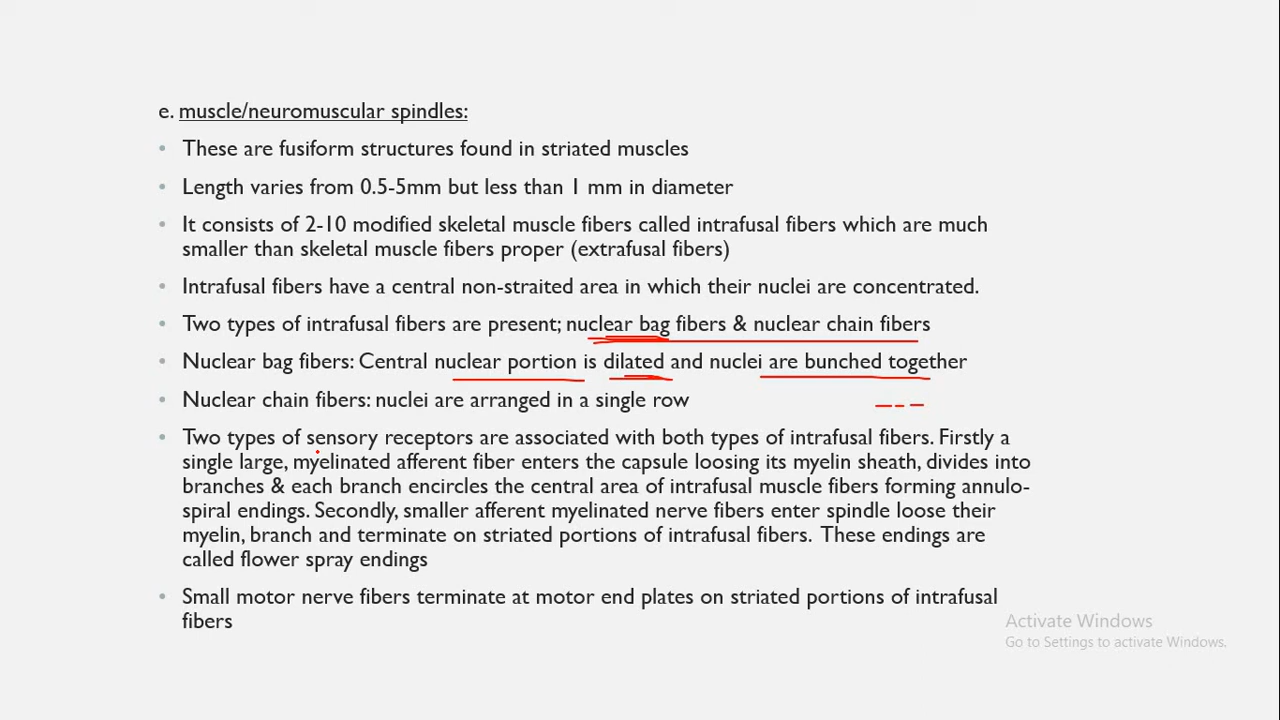 e. muscle/neuromuscular spindles:
• These are fusiform structures found in striated muscles
• Length varies from 0.5-5mm but less than 1 mm in diameter
• It consists of 2-10 modified skeletal muscle fibers called intrafusal fibers which are much
smaller than skeletal muscle fibers proper (extrafusal fibers)
• Intrafusal fibers have a central non-straited area in which their nuclei are concentrated.
• Two types of intrafusal fibers are present; nuclear bag fibers & nuclear chain fibers
• Nuclear bag fibers: Central nuclear portion is dilated and nuclei are bunched together
• Nuclear chain fibers: nuclei are arranged in a single row
• Two types of sensory receptors are associated with both types of intrafusal fibers. Firstly a
single large, myelinated afferent fiber enters the capsule loosing its myelin sheath, divides into
branches & each branch encircles the central area of intrafusal muscle fibers forming annulo-
spiral endings. Secondly, smaller afferent myelinated nerve fibers enter spindle loose their
myelin, branch and terminate on striated portions of intrafusal fibers. These endings are
called flower spray endings
• Small motor nerve fibers terminate at motor end plates on striated portions of intrafusal
fibers
Activate Windows
Go to Settings to activate Windows.